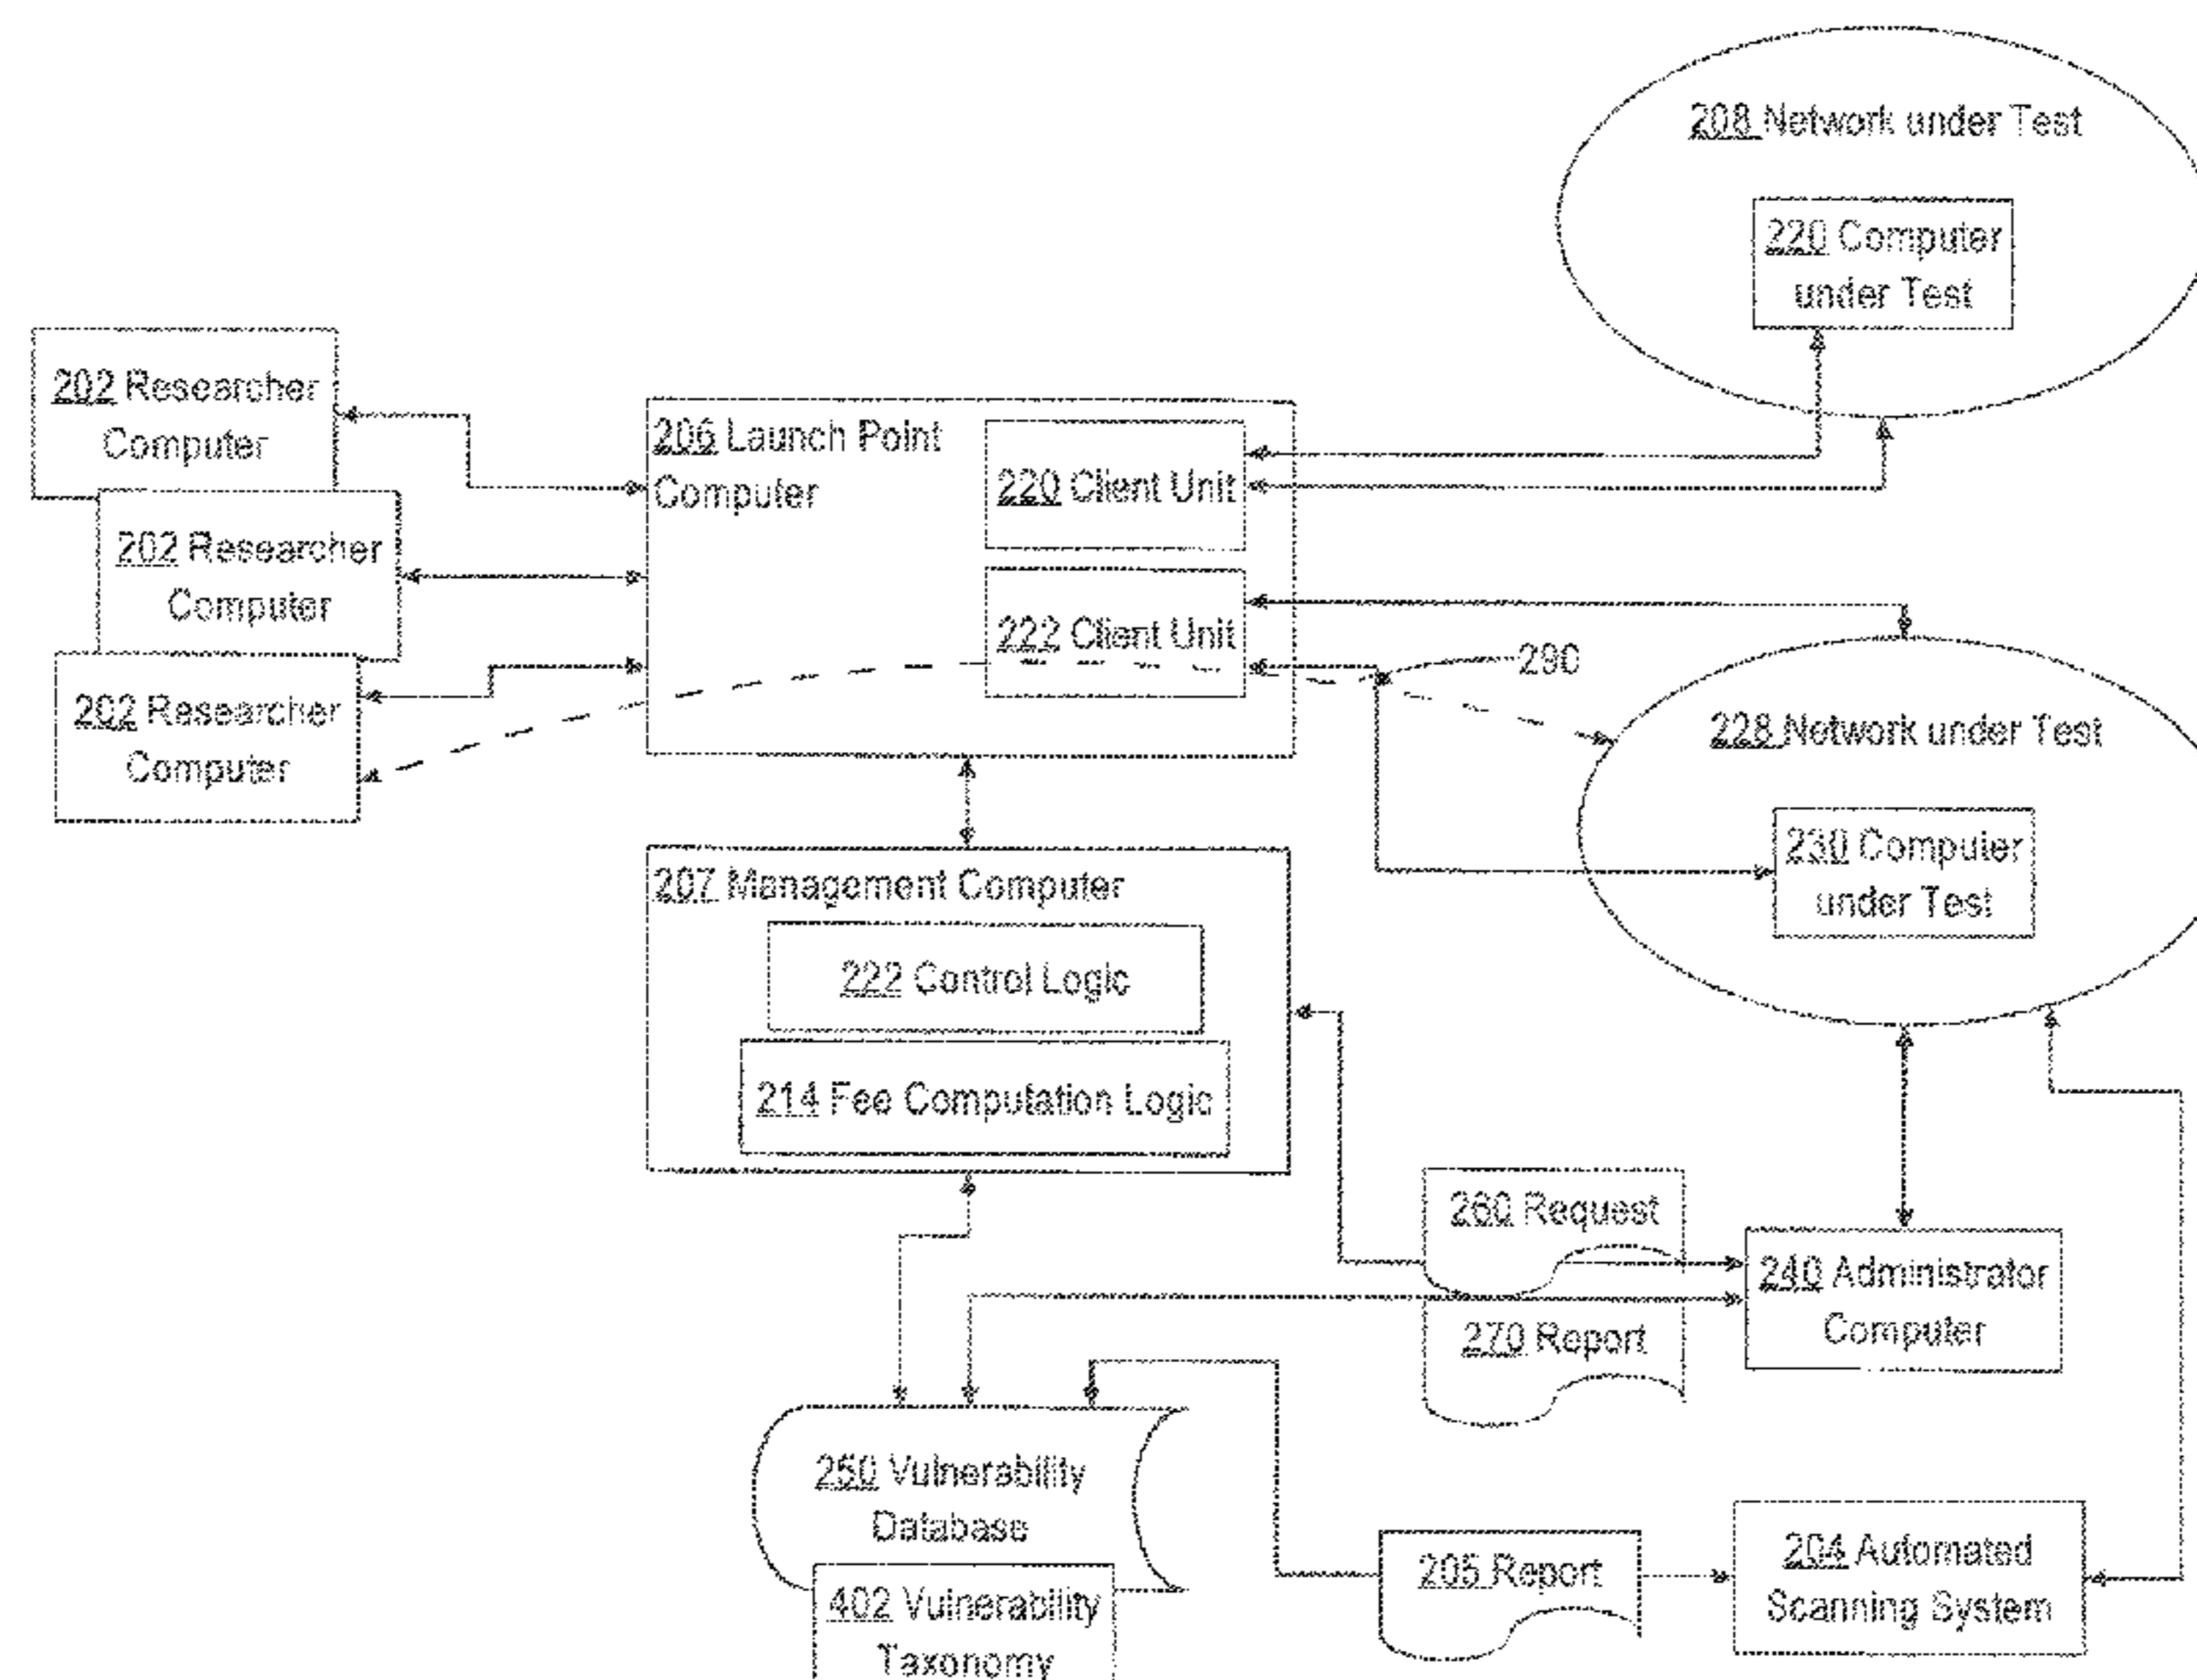 208 Network under Test
220 Computer
under Test
202 Researcher
Computer
202 Researcher
Computer
202 Researcher
Computer
206 Launch Point
Computer
220 Client Unit
222 Client Unit
290
228 Network under Test
230 Computer
under Test
207 Management Computer
222 Control Logic
214 Fee Computation Logic
260 Request
270 Report
240 Administrator
Computer
250 Vulnerability
Database
402 Vulnerability
Taxonomy
205 Report
204 Automated
Scanning System